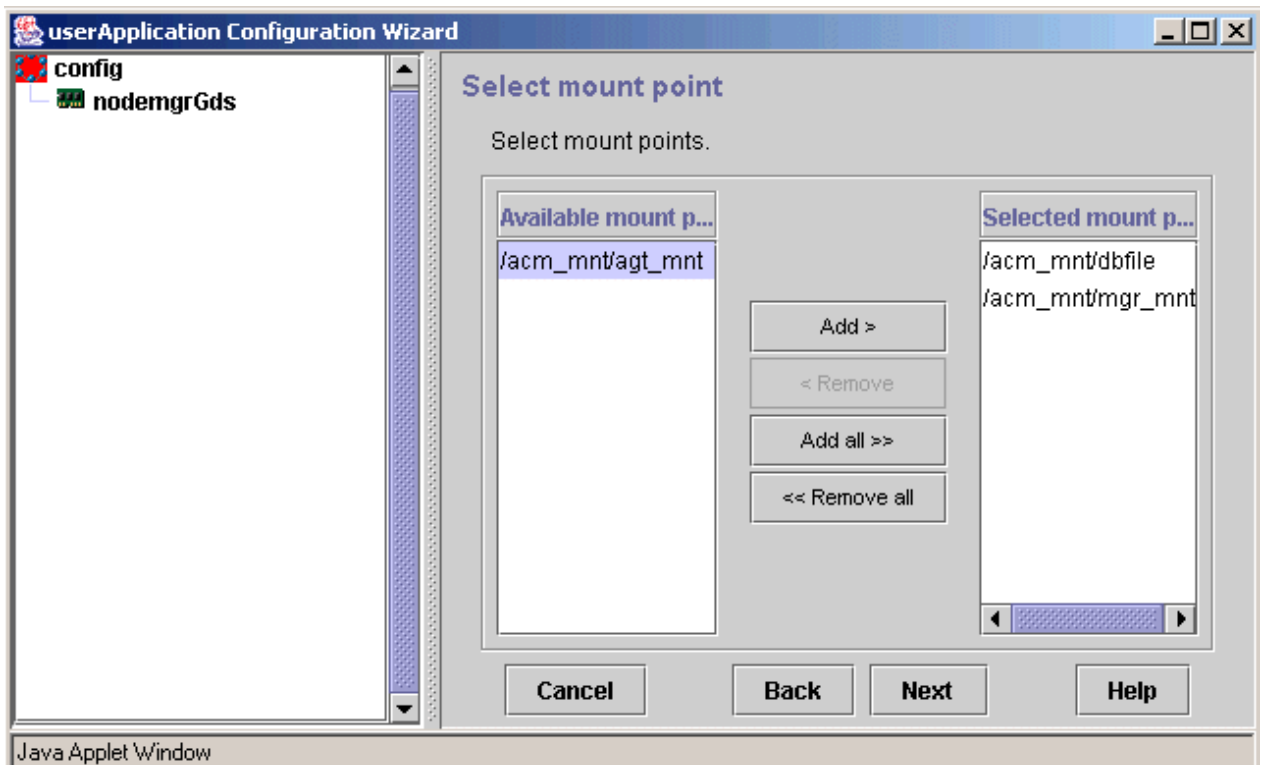 userApplication Configuration Wizard
config
nodemgrGds
Select mount point
Select mount points.
Available mount p...
/acm_mnt/agt_mnt
Add >
< Remove
Add all >>
<< Remove all
Selected mount p...
/acm_mnt/dbfile
/acm_mnt/mgr_mnt
Cancel
Back
Next
Help
Java Applet Window